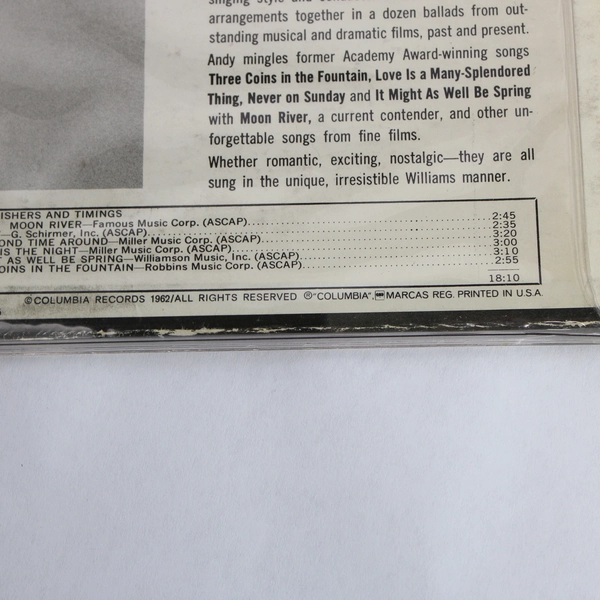 singing style and
arrangements together in a dozen ballads from out-
standing musical and dramatic films, past and present.
Andy mingles former Academy Award-winning songs
Three Coins in the Fountain, Love Is a Many-Splendored
Thing, Never on Sunday and It Might As Well Be Spring
with Moon River, a current contender, and other un-
forgettable songs from fine films.
Whether romantic, exciting, nostalgic—they are all
sung in the unique, irresistible Williams manner.
ISHERS AND TIMINGS
MOON RIVER—Famous Music Corp. (ASCAP) 2:45
—G. Schirmer, Inc. (ASCAP) 2:35
OND TIME AROUND—Miller Music Corp. (ASCAP) 3:20
IS THE NIGHT—Miller Music Corp. (ASCAP) 3:00
T AS WELL BE SPRING—Williamson Music, Inc. (ASCAP) 3:10
OINS IN THE FOUNTAIN—Robbins Music Corp. (ASCAP) 2:55
18:10
©COLUMBIA RECORDS 1962/ALL RIGHTS RESERVED ®"COLUMBIA", MARCAS REG. PRINTED IN U.S.A.